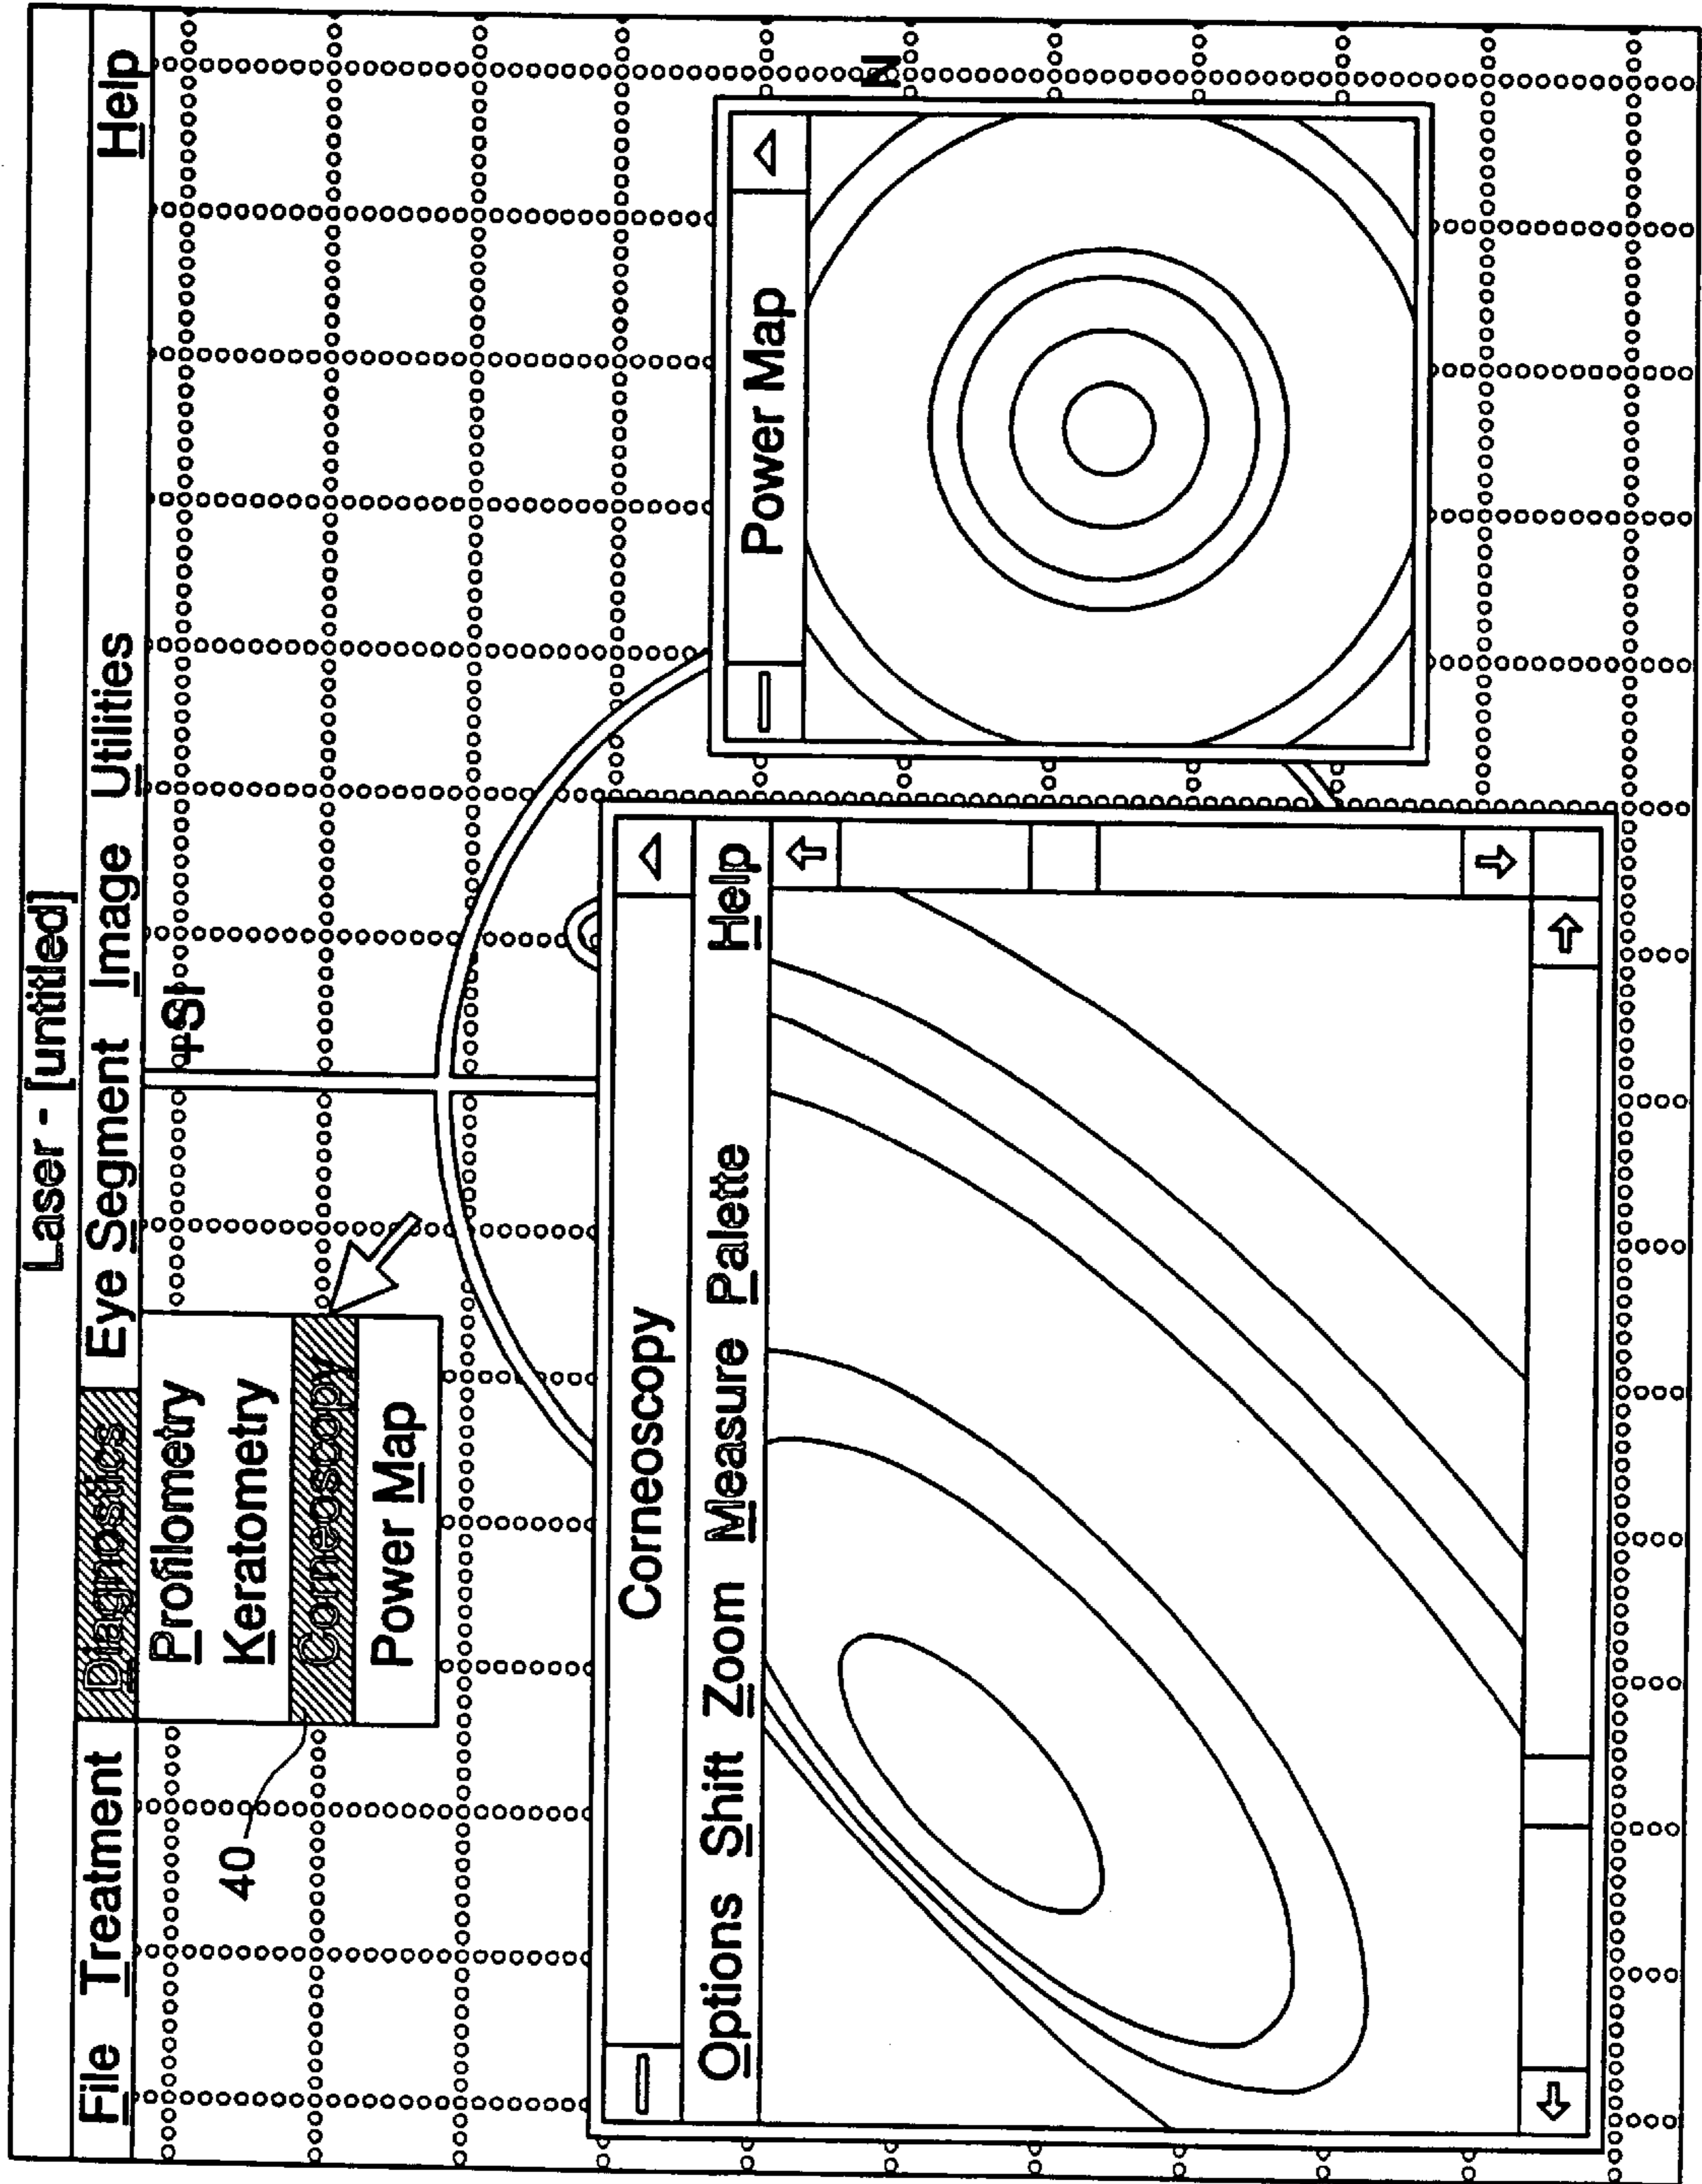 Laser - [untitled]
File Treatment Diagnostics Eye Segment Image Utilities Help
Profilometry
Keratometry
Corneoscopy
Power Map
40
+SI
N
Corneoscopy
Options Shift Zoom Measure Palette Help
Power Map